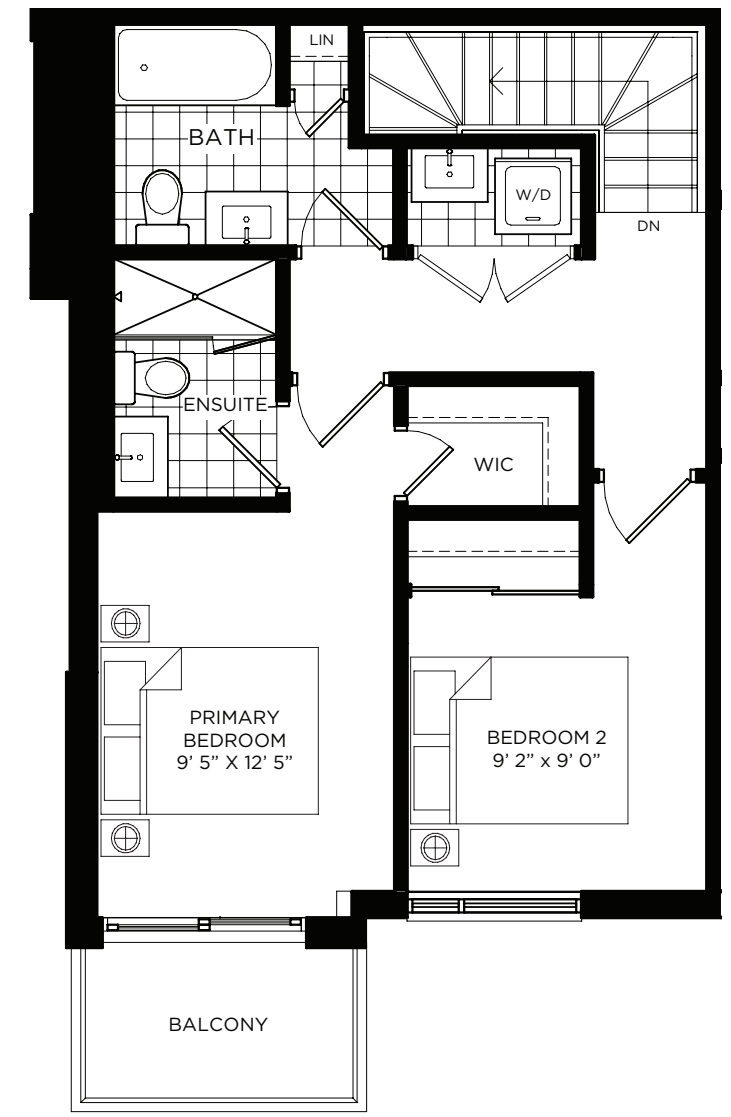 LIN
BATH
W/D
DN
ENSUITE
WIC
PRIMARY
BEDROOM
9’ 5” X 12’ 5”
BEDROOM 2
9’ 2” x 9’ 0”
BALCONY